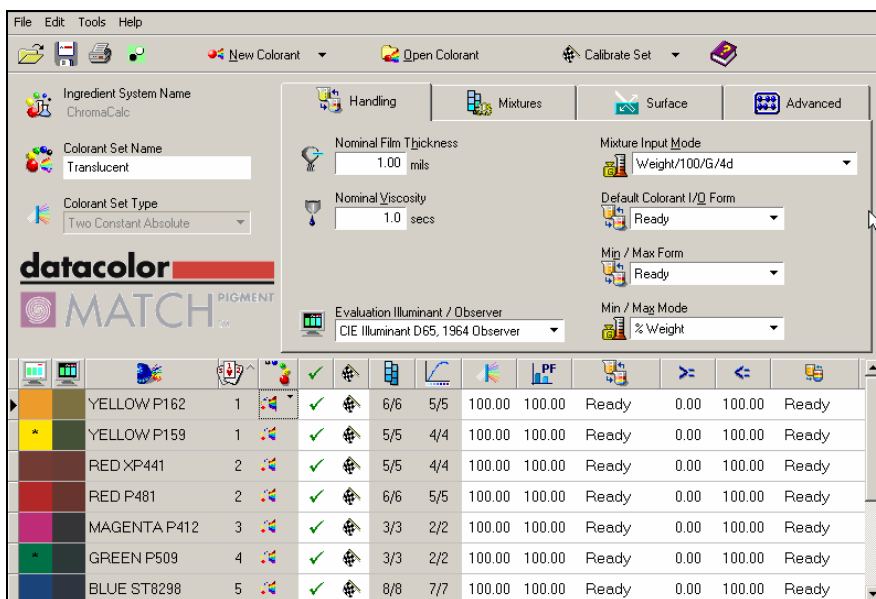 File Edit Tools Help
New Colorant Open Colorant Calibrate Set
Ingredient System Name
ChromaCalc
Colorant Set Name
Translucent
Colorant Set Type
Two Constant Absolute
datacolor
MATCH PIGMENT
Handling Mixtures Surface Advanced
Nominal Film Thickness
1.00 mils
Nominal Viscosity
1.0 secs
Evaluation Illuminant / Observer
CIE Illuminant D65, 1964 Observer
Mixture Input Mode
Weight/100/G/4d
Default Colorant I/O Form
Ready
Min / Max Form
Ready
Min / Max Mode
% Weight
PF >= <=
YELLOW P162 1 6/6 5/5 100.00 100.00 Ready 0.00 100.00 Ready
* YELLOW P159 1 5/5 4/4 100.00 100.00 Ready 0.00 100.00 Ready
RED XP441 2 5/5 4/4 100.00 100.00 Ready 0.00 100.00 Ready
RED P481 2 6/6 5/5 100.00 100.00 Ready 0.00 100.00 Ready
MAGENTA P412 3 3/3 2/2 100.00 100.00 Ready 0.00 100.00 Ready
* GREEN P509 4 3/3 2/2 100.00 100.00 Ready 0.00 100.00 Ready
BLUE ST8298 5 8/8 7/7 100.00 100.00 Ready 0.00 100.00 Ready